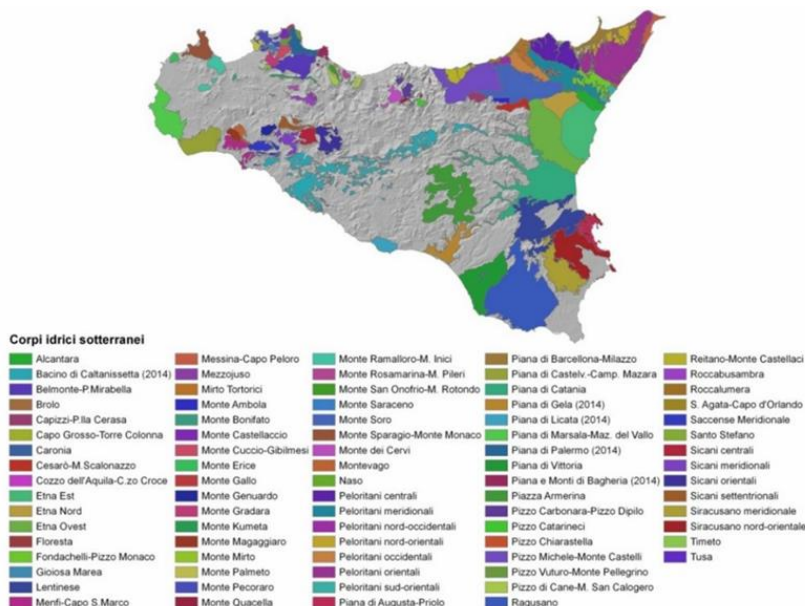 Corpi idrici sotterranei
Alcantara
Bacino di Caltanissetta (2014)
Belmonte-P.Mirabella
Brolo
Capizzi-P.lla Cerasa
Capo Grosso-Torre Colonna
Caronia
Cesarò-M.Scalonazzo
Cozzo dell'Aquila-C.zo Croce
Etna Est
Etna Nord
Etna Ovest
Floresta
Fondachelli-Pizzo Monaco
Gioiosa Marea
Lentinese
Menfi-Capo S.Marco
Messina-Capo Peloro
Mezzojuso
Mirto Tortorici
Monte Ambola
Monte Bonifato
Monte Castellaccio
Monte Cuccio-Gibilmesi
Monte Erice
Monte Gallo
Monte Genuardo
Monte Gradara
Monte Kumeta
Monte Magaggiaro
Monte Mirto
Monte Palmeto
Monte Pecoraro
Monte Quacella
Monte Ramalloro-M. Inici
Monte Rosamarina-M. Pileri
Monte San Onofrio-M. Rotondo
Monte Saraceno
Monte Soro
Monte Sparagio-Monte Monaco
Monte dei Cervi
Montevago
Naso
Peloritani centrali
Peloritani meridionali
Peloritani nord-occidentali
Peloritani nord-orientali
Peloritani occidentali
Peloritani orientali
Peloritani sud-orientali
Piana di Augusta-Priolo
Piana di Barcellona-Milazzo
Piana di Castelv.-Camp. Mazara
Piana di Catania
Piana di Gela (2014)
Piana di Licata (2014)
Piana di Marsala-Maz. del Vallo
Piana di Palermo (2014)
Piana di Vittoria
Piana e Monti di Bagheria (2014)
Piazza Armerina
Pizzo Carbonara-Pizzo Dipilo
Pizzo Catarineci
Pizzo Chiarastella
Pizzo Michele-Monte Castelli
Pizzo Vuturo-Monte Pellegrino
Pizzo di Cane-M. San Calogero
Ragusano
Reitano-Monte Castellaci
Roccabusambra
Roccalumera
S. Agata-Capo d'Orlando
Saccense Meridionale
Santo Stefano
Sicani centrali
Sicani meridionali
Sicani orientali
Sicani settentrionali
Siracusano meridionale
Siracusano nord-orientale
Timeto
Tusa